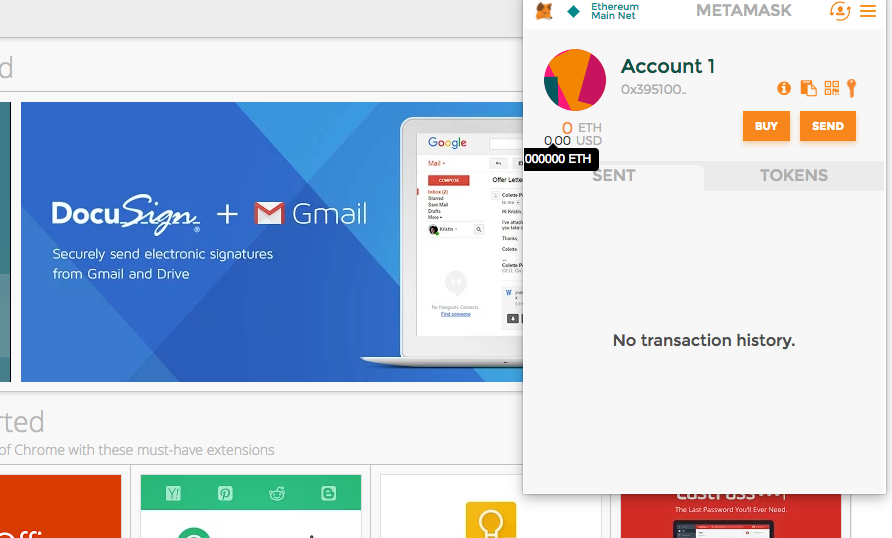 Ethereum
Main Net
METAMASK
Account 1
0x395100..
0 ETH
0.00 USD
000000 ETH
BUY
SEND
SENT
TOKENS
No transaction history.
d
DocuSign® + Gmail
Securely send electronic signatures
from Gmail and Drive
Google
Mail
COMPOSE
Inbox (2)
Starred
Sent Mail
Drafts
More
Kristin
No Hangouts Contacts
Find someone
Offer Letter
Colette P
to me
Hi Kristin,
I've attach
you take
Thanks,
Colette
Colette P
CEO, Gi
W
rted
of Chrome with these must-have extensions
Y!
Offi
LastPass
The Last Password You'll Ever Need.